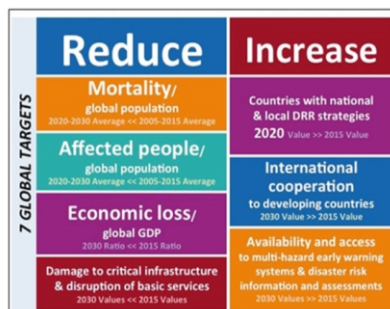 7 GLOBAL TARGETS
Reduce
Mortality/
global population
2020-2030 Average << 2005-2015 Average
Affected people/
global population
2020-2030 Average << 2005-2015 Average
Economic loss/
global GDP
2030 Ratio << 2015 Ratio
Damage to critical infrastructure
& disruption of basic services
2030 Values << 2015 Values
Increase
Countries with national
& local DRR strategies
2020 Value >> 2015 Value
International
cooperation
to developing countries
2030 Value >> 2015 Value
Availability and access
to multi-hazard early warning
systems & disaster risk
information and assessments
2030 Values >> 2015 Values